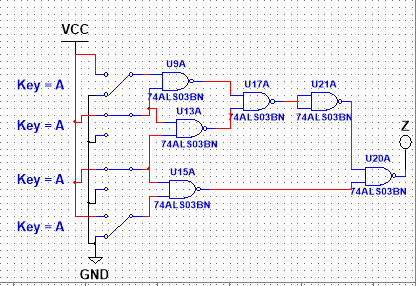 VCC
U9A
Key = A
74ALS03BN
U17A
U21A
U13A
74ALS03BN
74ALS03BN
Key = A
74ALS03BN
Z
U20A
U15A
Key = A
74ALS03BN
74ALS03BN
Key = A
GND